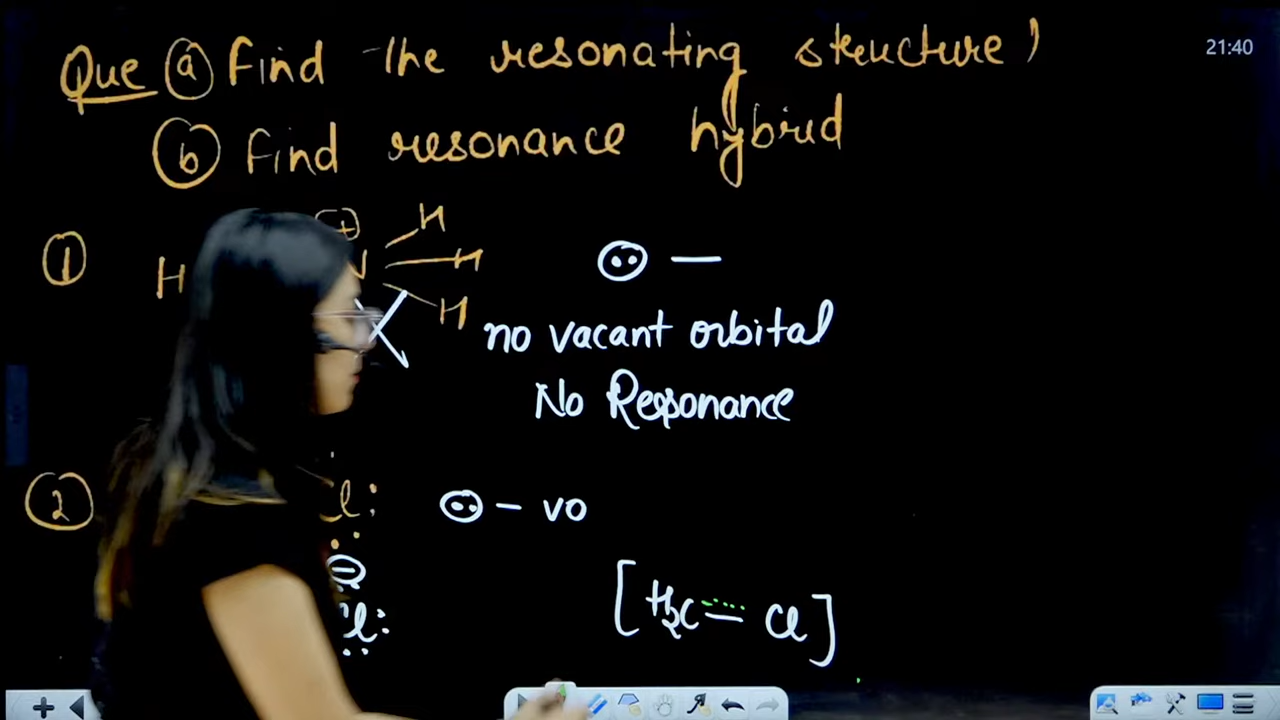 21:40
Que (a) Find the resonating structure)
(b) Find resonance hybrid
(1) H (+) H
H
H
(••) —
no vacant orbital
No Resonance
(2)
l:
(••) – vo
(–)
l:
[H₂C — Cl]